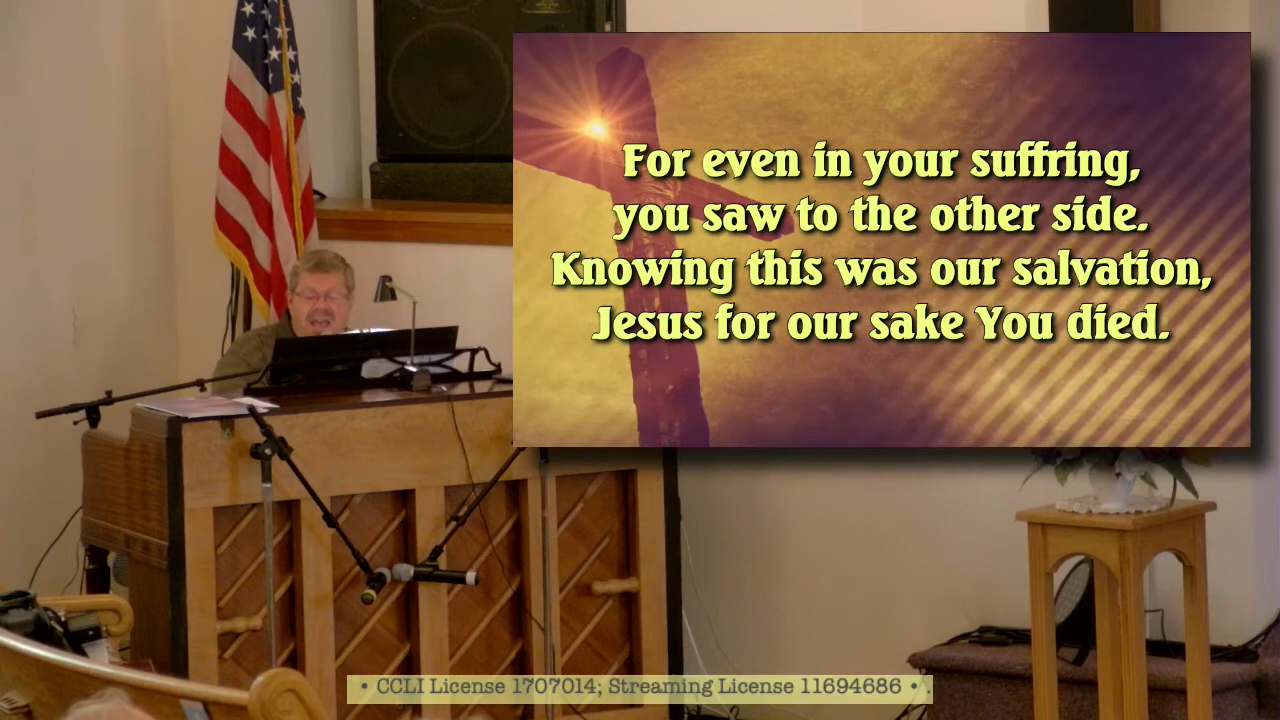 For even in your suffring,
you saw to the other side.
Knowing this was our salvation,
Jesus for our sake You died.
• CCLI License 1707014; Streaming License 11694686 • .